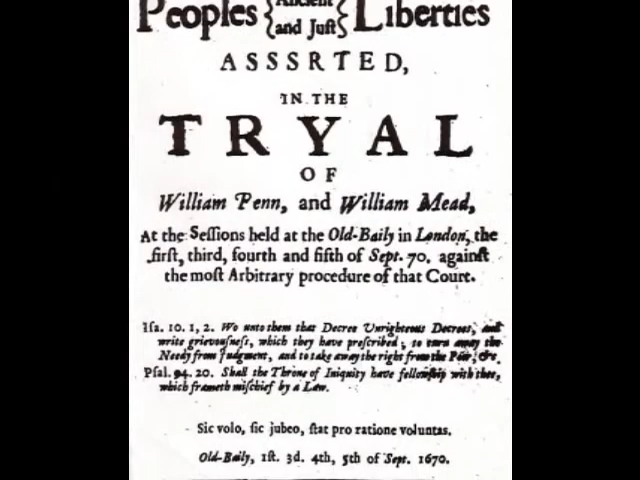 Peoples {Ancient and Juſt} Liberties
ASSSRTED,
IN THE
TRYAL
OF
William Penn, and William Mead,
At the Seſſions held at the Old-Baily in London, the
firſt, third, fourth and fifth of Sept. 70. againſt
the moſt Arbitrary procedure of that Court.
Iſa. 10. 1, 2. Wo unto them that Decree Unrighteous Decrees, and
write grievouſneſs, which they have preſcribed; to turn away the
Needy from Judgment, and to take away the right from the Poor, &c.
Pſal. 94. 20. Shall the Throne of Iniquity have fellowſhip with thee,
which frameth miſchief by a Law.
Sic volo, ſic jubeo, ſtat pro ratione voluntas.
Old-Baily, 1ſt. 3d. 4th, 5th of Sept. 1670.